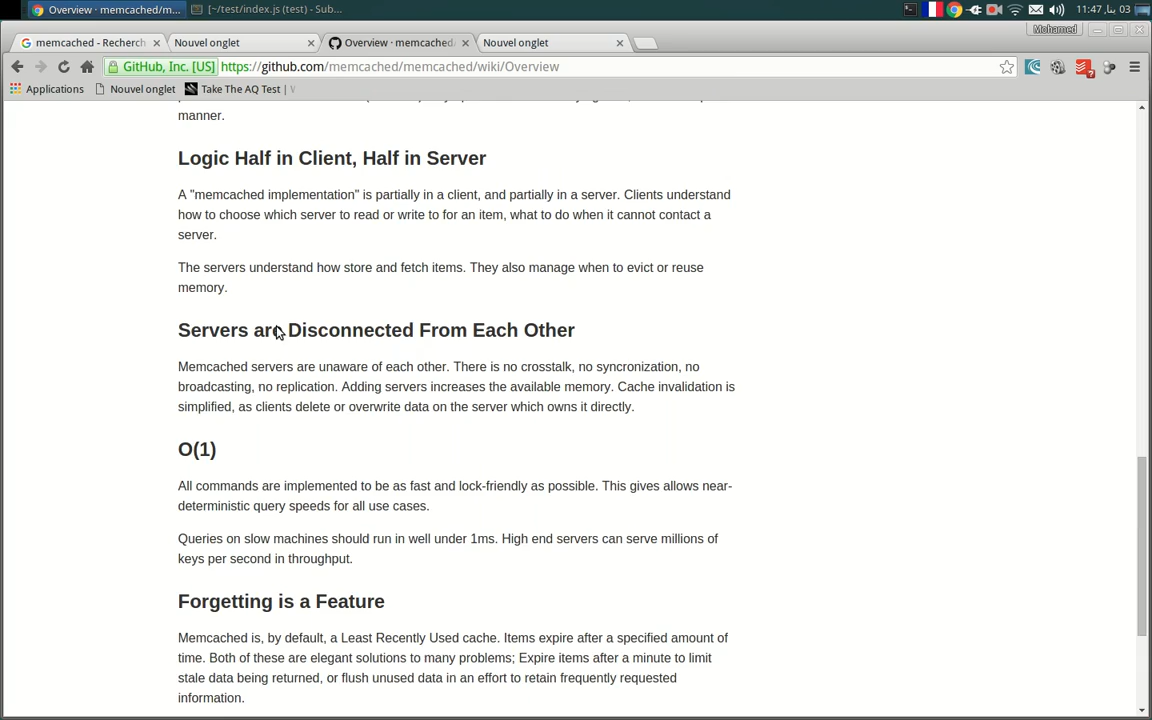 Overview · memcached/m...
[~/test/index.js (test) - Sub...
11:47 ,ينا 03
memcached - Recherch
Nouvel onglet
Overview · memcached/
Nouvel onglet
Mohamed
GitHub, Inc. [US]
https://github.com/memcached/memcached/wiki/Overview
Applications
Nouvel onglet
Take The AQ Test |
manner.
Logic Half in Client, Half in Server
A "memcached implementation" is partially in a client, and partially in a server. Clients understand
how to choose which server to read or write to for an item, what to do when it cannot contact a
server.
The servers understand how store and fetch items. They also manage when to evict or reuse
memory.
Servers are Disconnected From Each Other
Memcached servers are unaware of each other. There is no crosstalk, no syncronization, no
broadcasting, no replication. Adding servers increases the available memory. Cache invalidation is
simplified, as clients delete or overwrite data on the server which owns it directly.
O(1)
All commands are implemented to be as fast and lock-friendly as possible. This gives allows near-
deterministic query speeds for all use cases.
Queries on slow machines should run in well under 1ms. High end servers can serve millions of
keys per second in throughput.
Forgetting is a Feature
Memcached is, by default, a Least Recently Used cache. Items expire after a specified amount of
time. Both of these are elegant solutions to many problems; Expire items after a minute to limit
stale data being returned, or flush unused data in an effort to retain frequently requested
information.